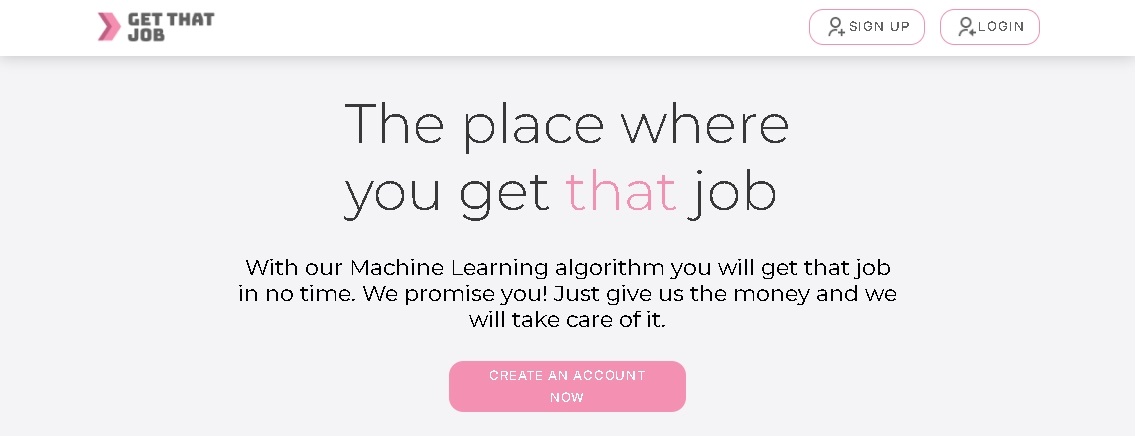 GET THAT
JOB
SIGN UP
LOGIN
The place where
you get that job
With our Machine Learning algorithm you will get that job
in no time. We promise you! Just give us the money and we
will take care of it.
CREATE AN ACCOUNT
NOW